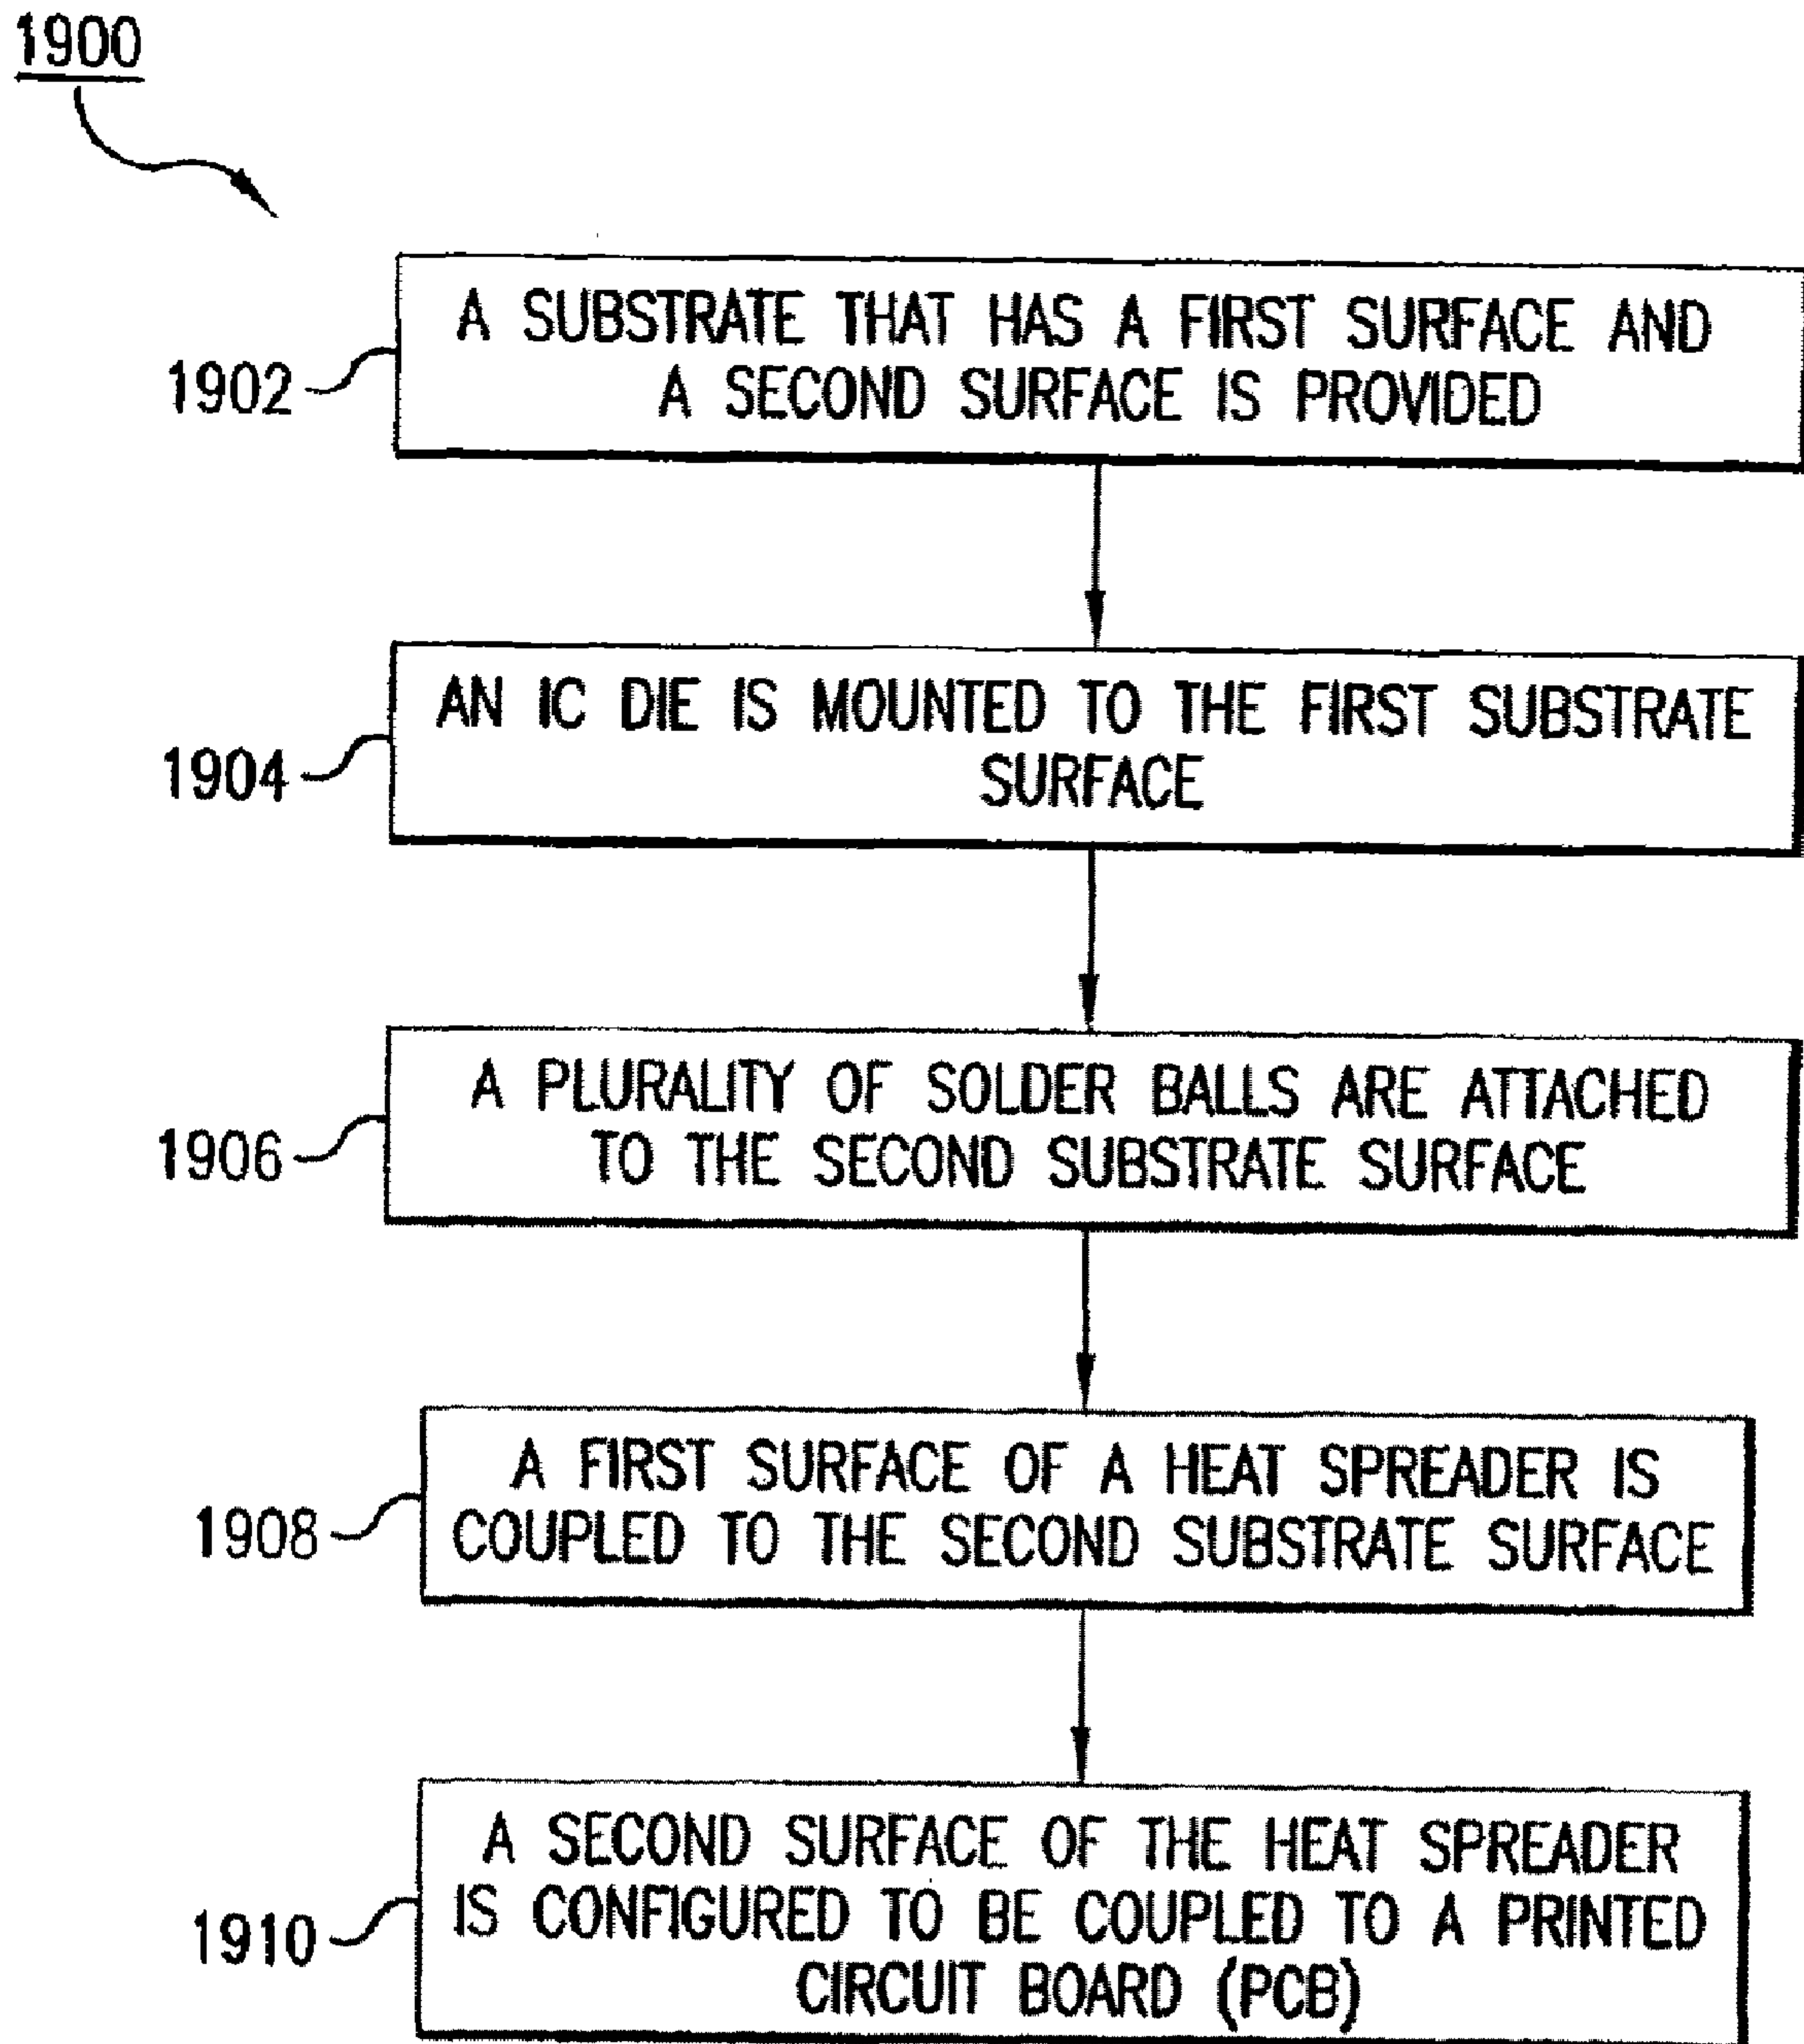 1900
A SUBSTRATE THAT HAS A FIRST SURFACE AND
A SECOND SURFACE IS PROVIDED
1902
AN IC DIE IS MOUNTED TO THE FIRST SUBSTRATE
SURFACE
1904
A PLURALITY OF SOLDER BALLS ARE ATTACHED
TO THE SECOND SUBSTRATE SURFACE
1906
A FIRST SURFACE OF A HEAT SPREADER IS
COUPLED TO THE SECOND SUBSTRATE SURFACE
1908
A SECOND SURFACE OF THE HEAT SPREADER
IS CONFIGURED TO BE COUPLED TO A PRINTED
CIRCUIT BOARD (PCB)
1910